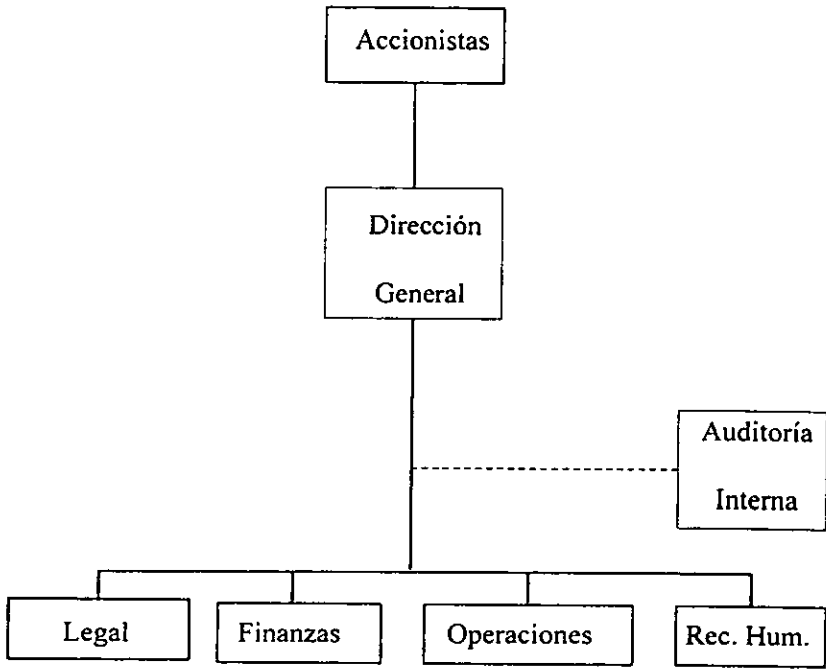 Accionistas
Dirección
General
Auditoría
Interna
Legal
Finanzas
Operaciones
Rec. Hum.